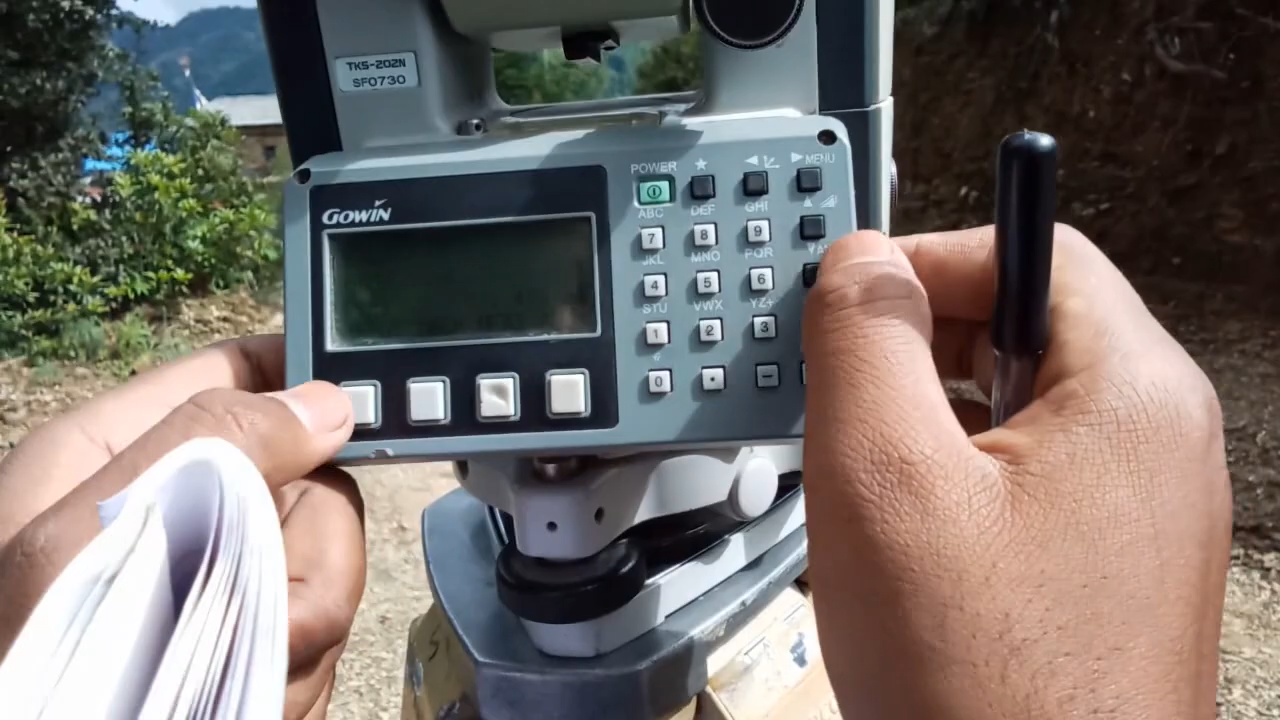 TKS-202N
SF0730
GOWIN
POWER
MENU
ABC DEF GHI
7 8 9
JKL MNO PQR
4 5 6
STU VWX YZ+
1 2 3
0 . -